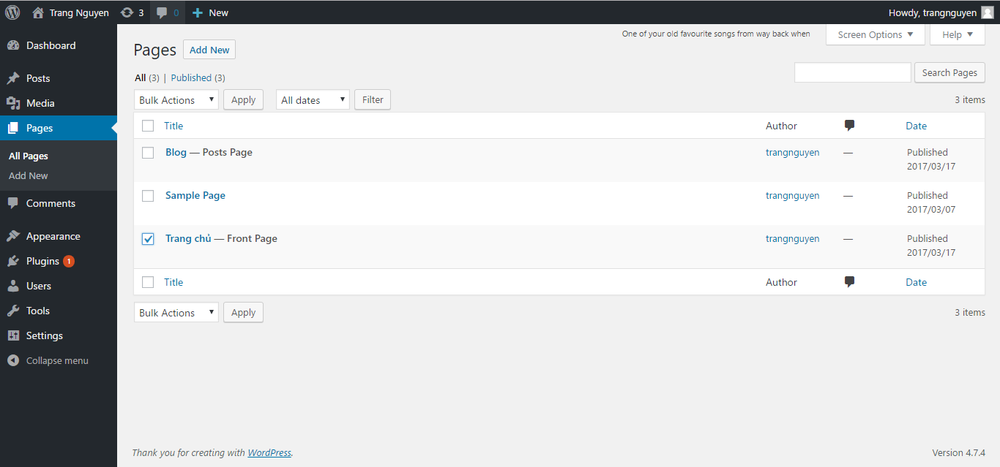 Trang Nguyen 3 0 New Howdy, trangnguyen
Dashboard
Posts
Media
Pages
All Pages
Add New
Comments
Appearance
Plugins 1
Users
Tools
Settings
Collapse menu
One of your old favourite songs from way back when
Screen Options
Help
Pages Add New
All (3) | Published (3)
Search Pages
Bulk Actions Apply All dates Filter 3 items
Title Author Date
Blog — Posts Page trangnguyen — Published
2017/03/17
Sample Page trangnguyen — Published
2017/03/07
Trang chủ — Front Page trangnguyen — Published
2017/03/17
Title Author Date
Bulk Actions Apply 3 items
Thank you for creating with WordPress. Version 4.7.4